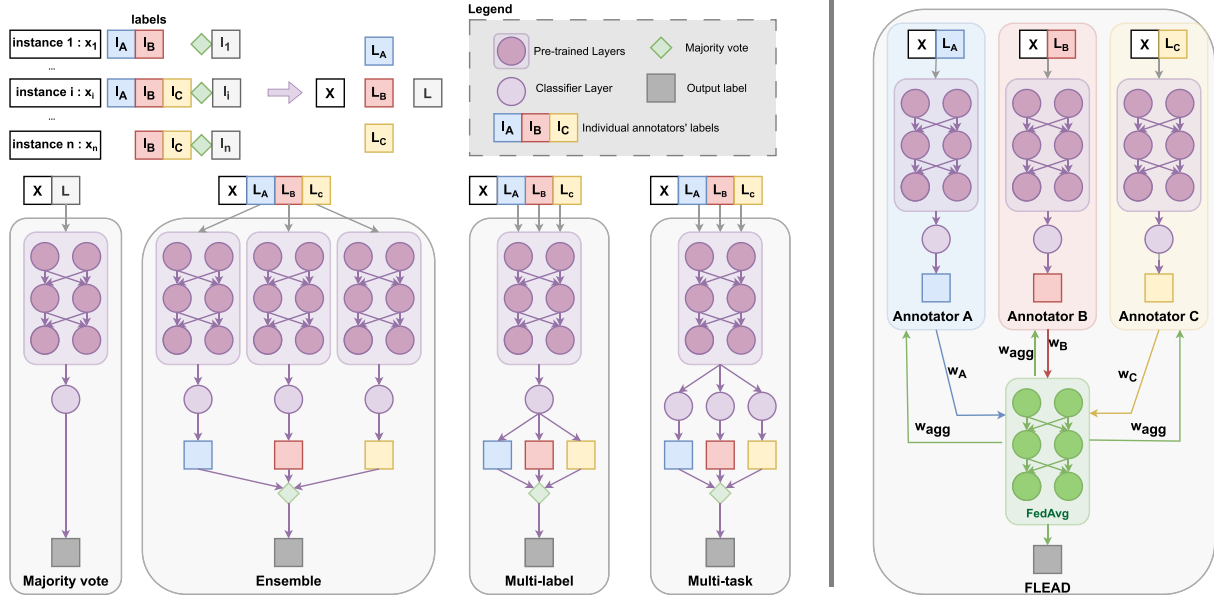 labels
Legend
instance 1 : x1 lA lB l1
...
instance i : xi lA lB lC li
...
instance n : xn lB lC ln
X LA LB LC L
Pre-trained Layers
Majority vote
Classifier Layer
Output label
lA lB lC Individual annotators' labels
X L
X LA LB Lc
X LA LB Lc
X LA LB Lc
Majority vote
Ensemble
Multi-label
Multi-task
X LA
X LB
X LC
Annotator A
Annotator B
Annotator C
wA
wagg
wB
wC
wagg
wagg
FedAvg
FLEAD